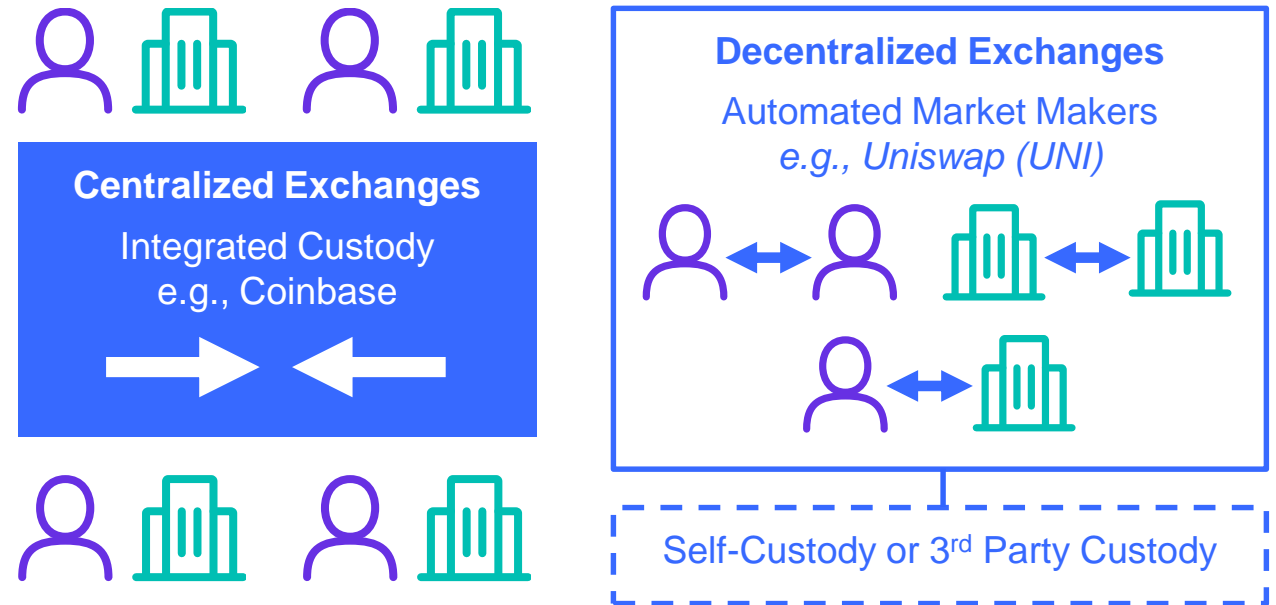 Centralized Exchanges
Integrated Custody
e.g., Coinbase
Decentralized Exchanges
Automated Market Makers
e.g., Uniswap (UNI)
Self-Custody or 3rd Party Custody